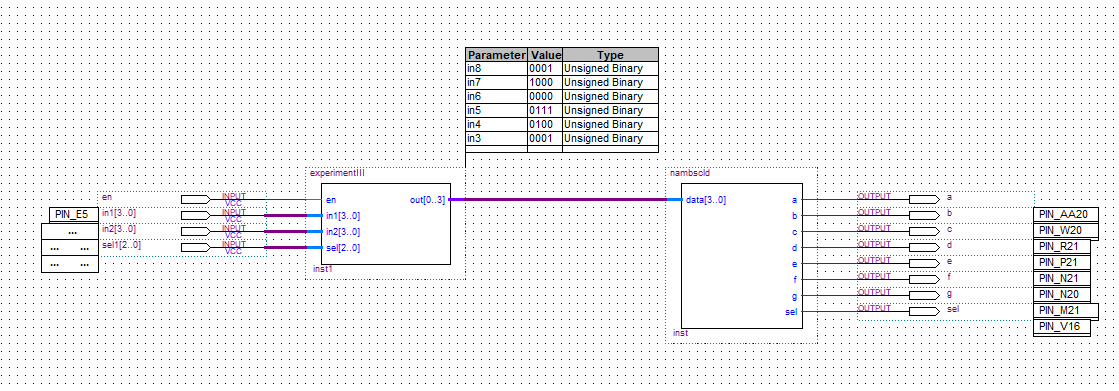 Parameter Value Type
in8 0001 Unsigned Binary
in7 1000 Unsigned Binary
in6 0000 Unsigned Binary
in5 0111 Unsigned Binary
in4 0100 Unsigned Binary
in3 0001 Unsigned Binary
experimentIII
en INPUT VCC
in1[3..0] INPUT VCC
in2[3..0] INPUT VCC
sel1[2..0] INPUT VCC
PIN_E5
...
... ...
... ...
en out[0..3]
in1[3..0]
in2[3..0]
sel[2..0]
inst1
nambscld
data[3..0] a
b
c
d
e
f
g
sel
inst
OUTPUT a
OUTPUT b
OUTPUT c
OUTPUT d
OUTPUT e
OUTPUT f
OUTPUT g
OUTPUT sel
PIN_AA20
PIN_W20
PIN_R21
PIN_P21
PIN_N21
PIN_N20
PIN_M21
PIN_V16